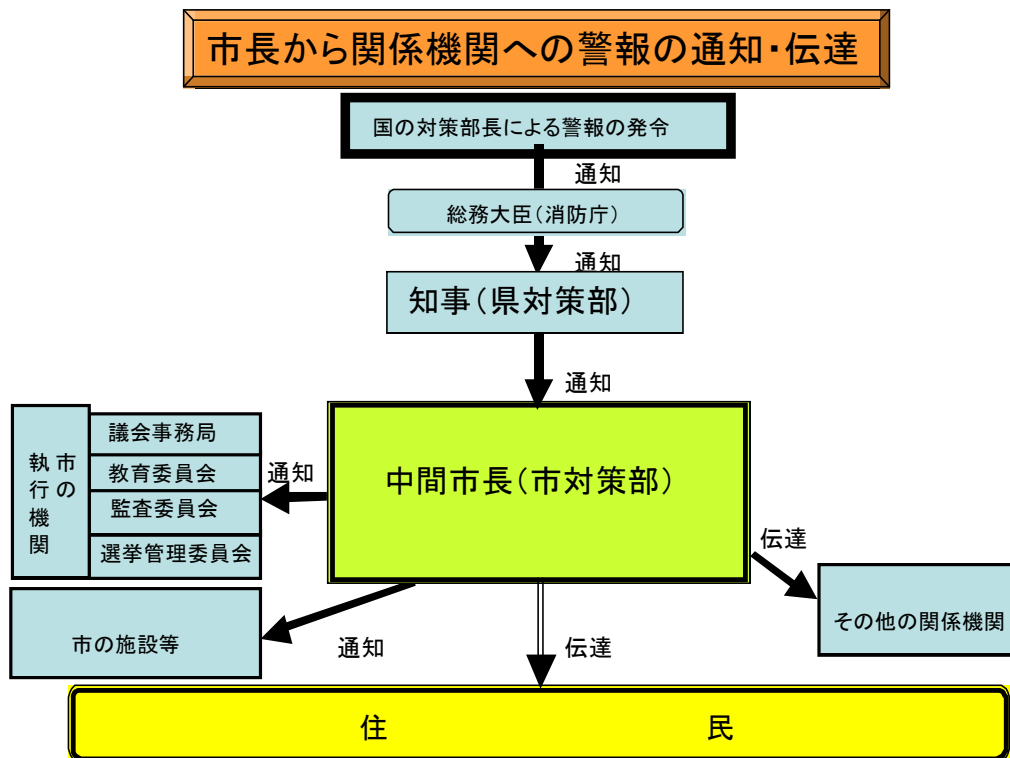 市長から関係機関への警報の通知・伝達
国の対策部長による警報の発令
通知
総務大臣（消防庁）
通知
知事（県対策部）
通知
中間市長（市対策部）
市の
執行機関
議会事務局
教育委員会
監査委員会
選挙管理委員会
通知
市の施設等
通知
伝達
伝達
その他の関係機関
住民